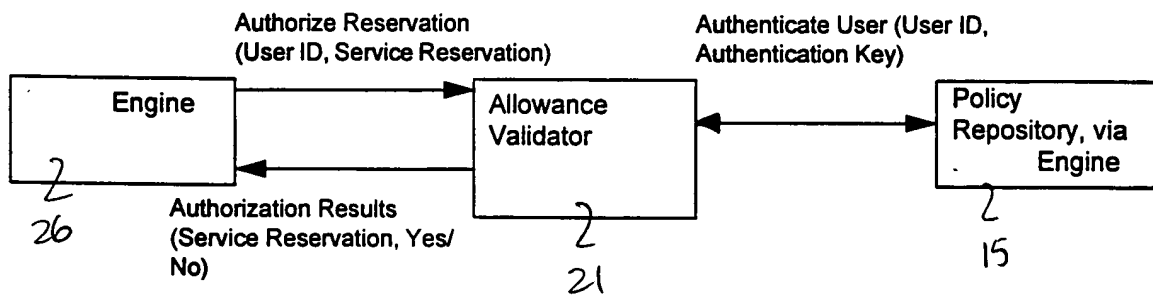 Authorize Reservation
(User ID, Service Reservation)
Authenticate User (User ID,
Authentication Key)
Engine
Allowance
Validator
Policy
Repository, via
Engine
Authorization Results
(Service Reservation, Yes/
No)
26
21
15